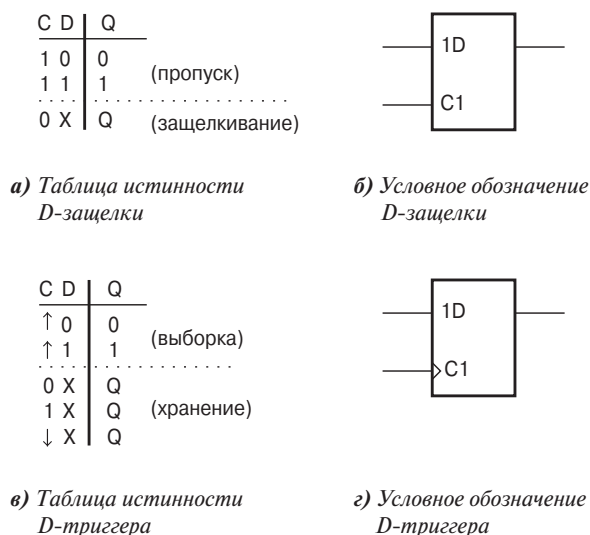 C D Q
1 0 0
1 1 1
(пропуск)
0 X Q
(защелкивание)
1D
C1
а) Таблица истинности
D-защелки
б) Условное обозначение
D-защелки
C D Q
↑ 0 0
↑ 1 1
(выборка)
0 X Q
1 X Q
↓ X Q
(хранение)
1D
C1
в) Таблица истинности
D-триггера
г) Условное обозначение
D-триггера